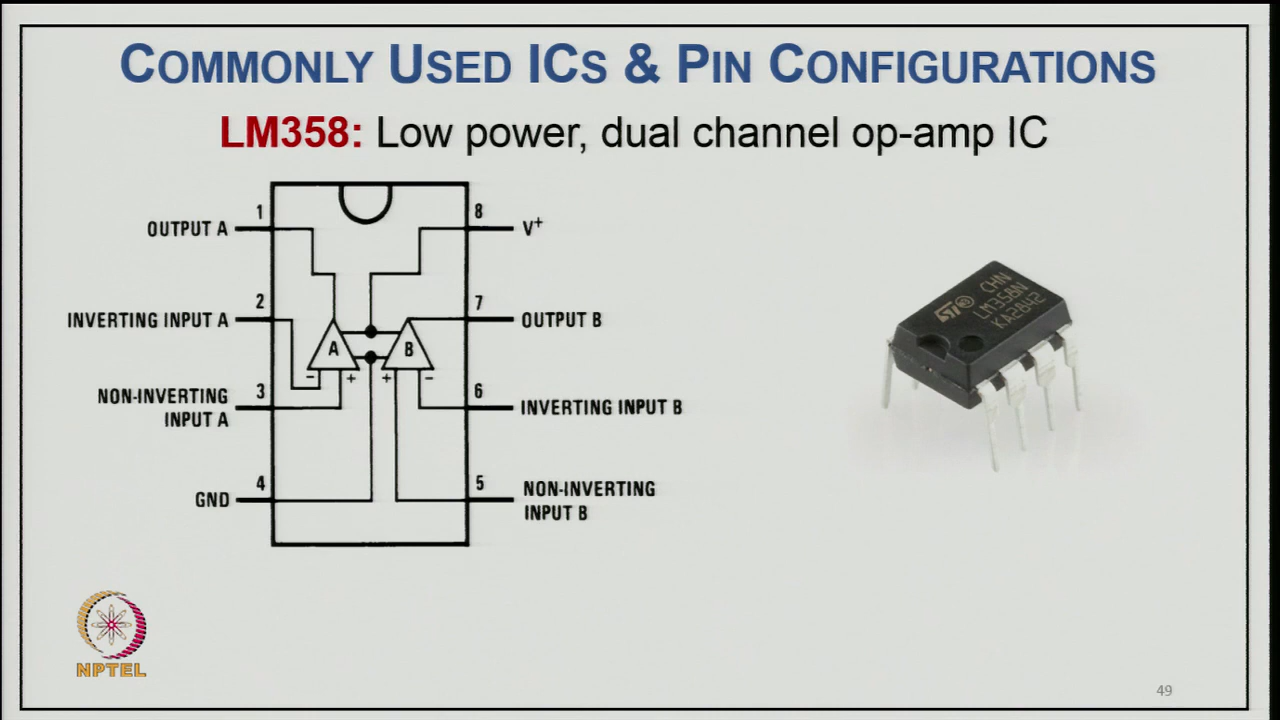 COMMONLY USED ICS & PIN CONFIGURATIONS
LM358: Low power, dual channel op-amp IC
1
OUTPUT A
2
INVERTING INPUT A
3
NON-INVERTING
INPUT A
4
GND
8
V+
7
OUTPUT B
6
INVERTING INPUT B
5
NON-INVERTING
INPUT B
A
B
-
+
+
-
CHN
LM358N
KA2842
NPTEL
49